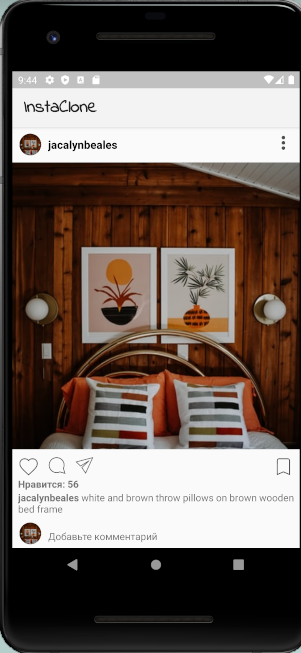 9:44
InstaClone
jacalynbeales
Нравится: 56
jacalynbeales white and brown throw pillows on brown wooden
bed frame
Добавьте комментарий